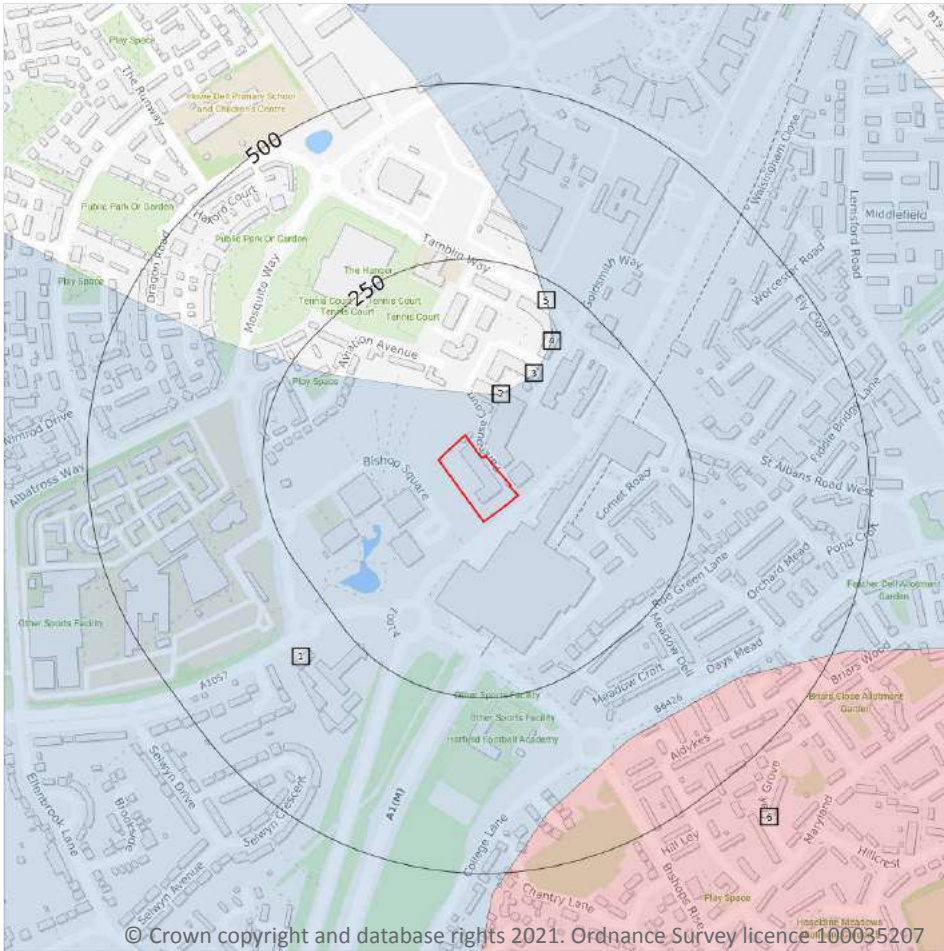 Play Space
The Runway
Howe Dell Primary School
and Children's Centre
500
Walsingham Close
Lemsford Road
Middlefield
Public Park Or Garden
Haford Court
Public Park Or Garden
Tamblin Way
Goldsmith Way
Worcester Road
Ely Close
Dragon Road
Mosquito Way
The Hangar
250
Play Space
Tennis Court
Tennis Court
Tennis Court
Tennis Court
5
4
Aviation Avenue
3
Play Space
2
Nimrod Drive
Fiddle Bridge Lane
Albatross Way
Bishop Square
St Albans Road West
Comet Road
Pond Croft
Orchard Mead
Roe Green Lane
Feather Dell Allotment
Garden
Other Sports Facility
A1001
Meadow Dell
1
Days Mead
Briars Wood
A1057
Meadow Croft
Other Sports Facility
B6426
Briars Close Allotment
Garden
Other Sports Facility
Hatfield Football Academy
Aldykes
Selwyn Drive
Ellenbrook Lane
Selwyn Crescent
A1(M)
Grove
6
Maryland
College Lane
Hill Ley
Hillcrest
Selwyn Avenue
Chantry Lane
Play Space
Hazeldine Meadows
© Crown copyright and database rights 2021. Ordnance Survey licence 100035207